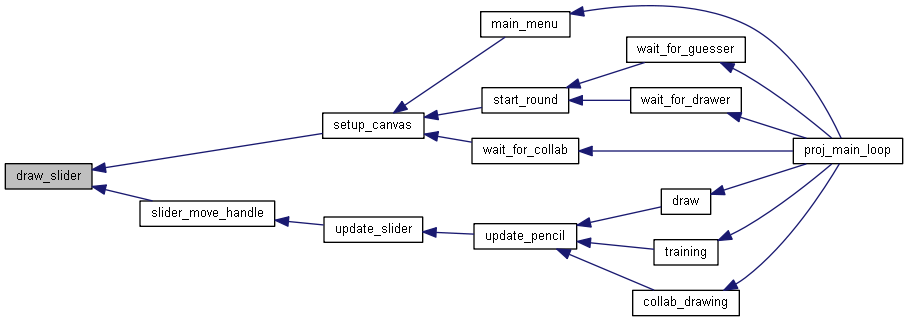 main_menu
wait_for_guesser
start_round
wait_for_drawer
setup_canvas
wait_for_collab
proj_main_loop
draw_slider
slider_move_handle
draw
update_slider
update_pencil
training
collab_drawing